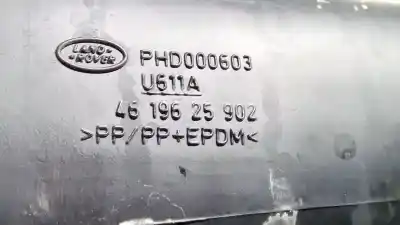 LAND-
ROVER
PHD000603
U611A
46 196 25 902
>PP/PP+EPDM<